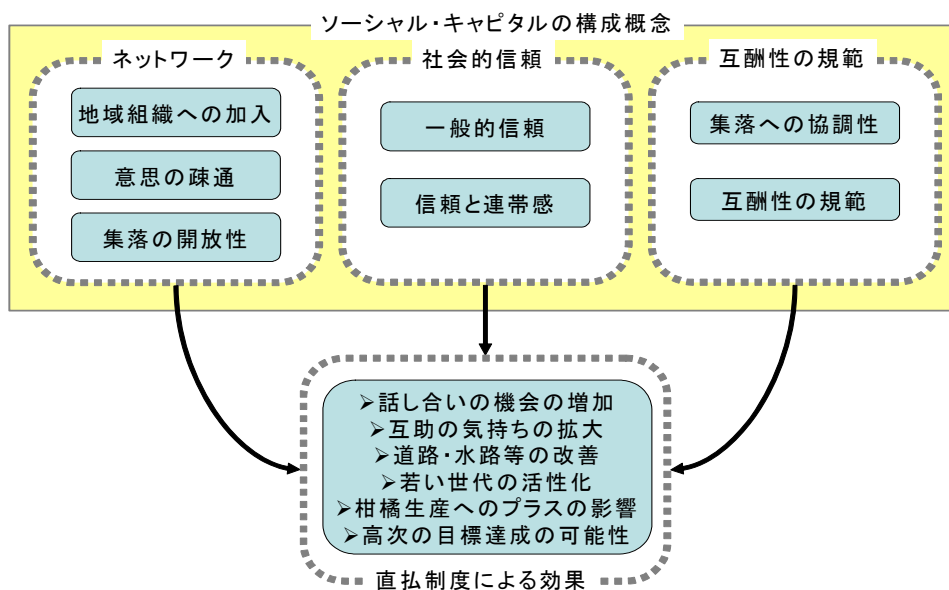 ソーシャル・キャピタルの構成概念
ネットワーク
地域組織への加入
意思の疎通
集落の開放性
社会的信頼
一般的信頼
信頼と連帯感
互酬性の規範
集落への協調性
互酬性の規範
➢話し合いの機会の増加
➢互助の気持ちの拡大
➢道路・水路等の改善
➢若い世代の活性化
➢柑橘生産へのプラスの影響
➢高次の目標達成の可能性
直払制度による効果